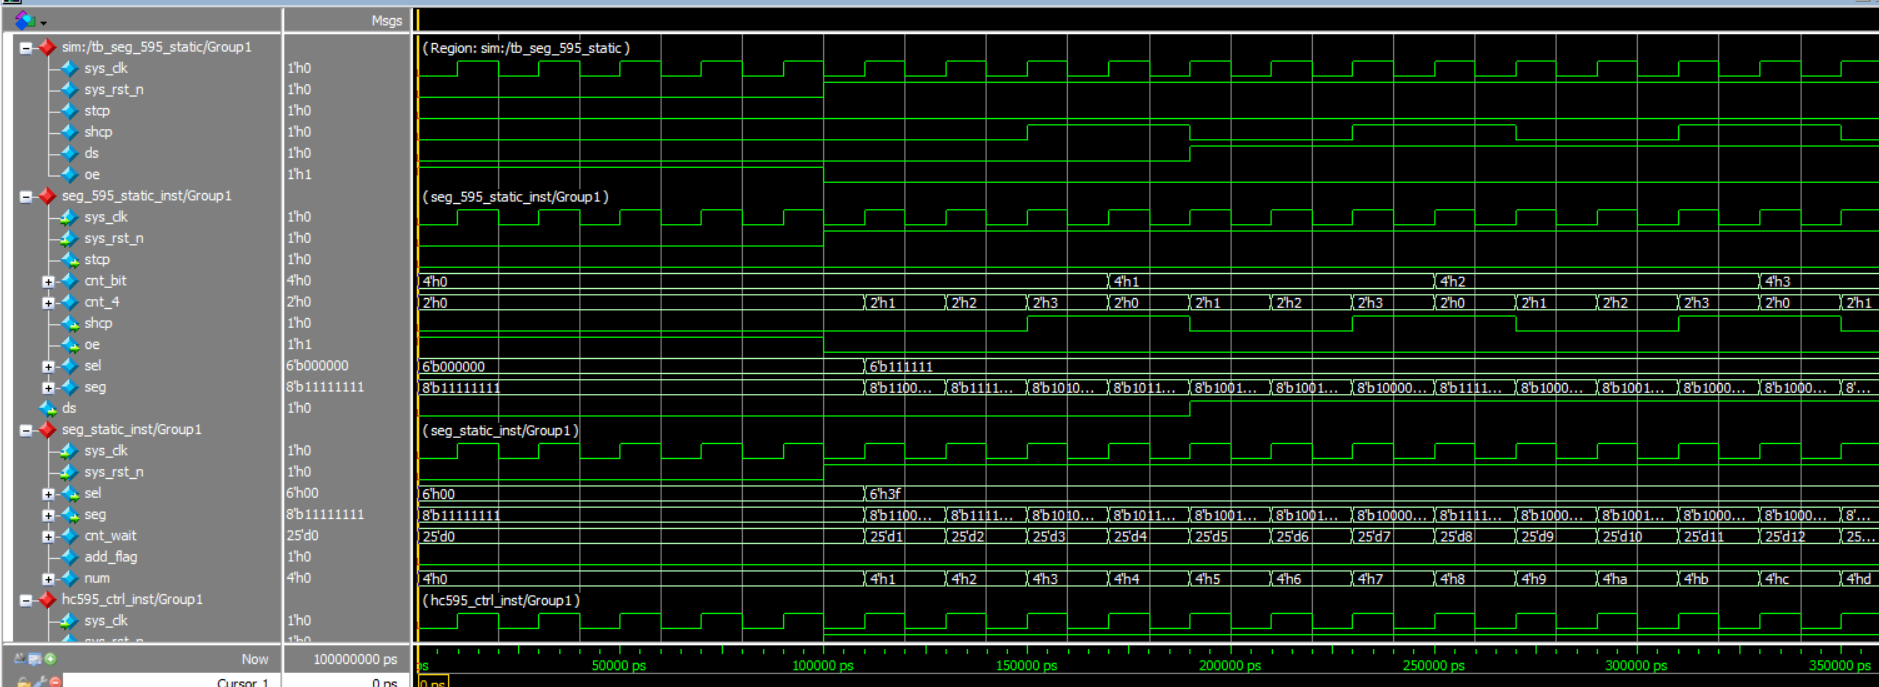 Msgs
sim:/tb_seg_595_static/Group1 (Region: sim:/tb_seg_595_static )
sys_clk 1'h0
sys_rst_n 1'h0
stcp 1'h0
shcp 1'h0
ds 1'h0
oe 1'h1
seg_595_static_inst/Group1 (seg_595_static_inst/Group1 )
sys_clk 1'h0
sys_rst_n 1'h0
stcp 1'h0
cnt_bit 4'h0 4'h0 4'h1 4'h2 4'h3
cnt_4 2'h0 2'h0 2'h1 2'h2 2'h3 2'h0 2'h1 2'h2 2'h3 2'h0 2'h1 2'h2 2'h3 2'h0 2'h1
shcp 1'h0
oe 1'h1
sel 6'b000000 6'b000000 6'b111111
seg 8'b11111111 8'b11111111 8'b1100... 8'b1111... 8'b1010... 8'b1011... 8'b1001... 8'b1001... 8'b10000... 8'b1111... 8'b1000... 8'b1001... 8'b1000... 8'b1000... 8'...
ds 1'h0
seg_static_inst/Group1 (seg_static_inst/Group1 )
sys_clk 1'h0
sys_rst_n 1'h0
sel 6'h00 6'h00 6'h3f
seg 8'b11111111 8'b11111111 8'b1100... 8'b1111... 8'b1010... 8'b1011... 8'b1001... 8'b1001... 8'b10000... 8'b1111... 8'b1000... 8'b1001... 8'b1000... 8'b1000... 8'...
cnt_wait 25'd0 25'd0 25'd1 25'd2 25'd3 25'd4 25'd5 25'd6 25'd7 25'd8 25'd9 25'd10 25'd11 25'd12 25...
add_flag 1'h0
num 4'h0 4'h0 4'h1 4'h2 4'h3 4'h4 4'h5 4'h6 4'h7 4'h8 4'h9 4'ha 4'hb 4'hc 4'hd
hc595_ctrl_inst/Group1 (hc595_ctrl_inst/Group1 )
sys_clk 1'h0
sys_rst_n 1'h0
Now 100000000 ps ps 50000 ps 100000 ps 150000 ps 200000 ps 250000 ps 300000 ps 350000 ps
Cursor 1 0 ps 0 ps